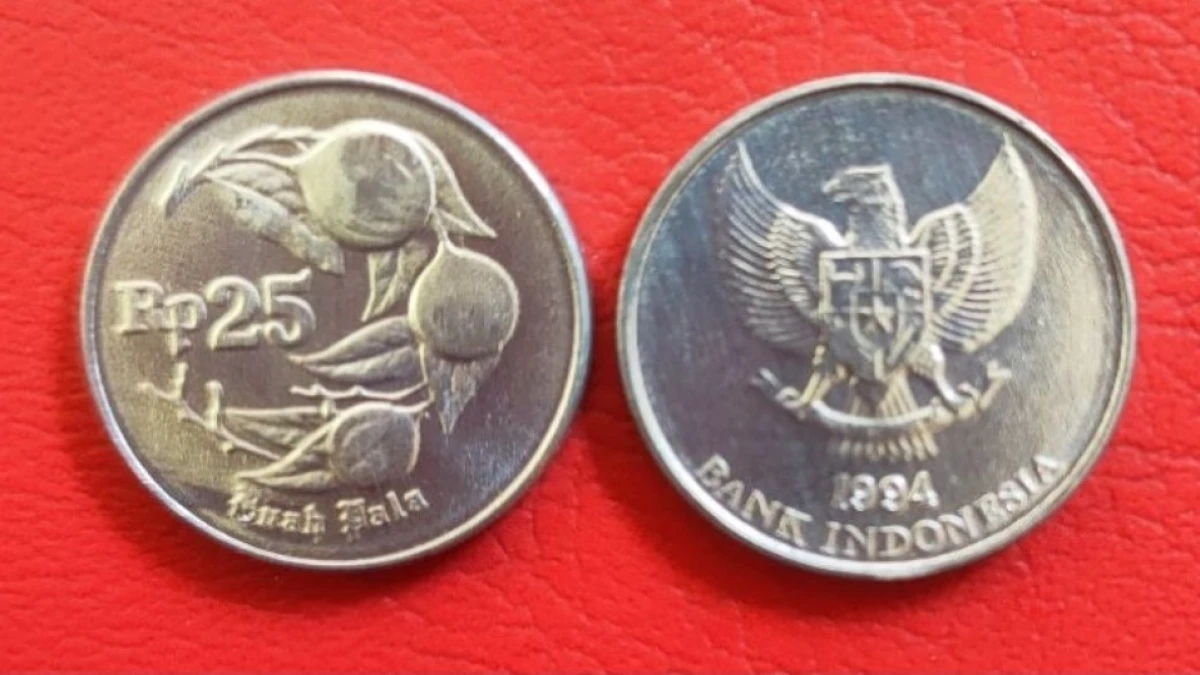 Rp25
Buah Pala
1994
BANK INDONESIA